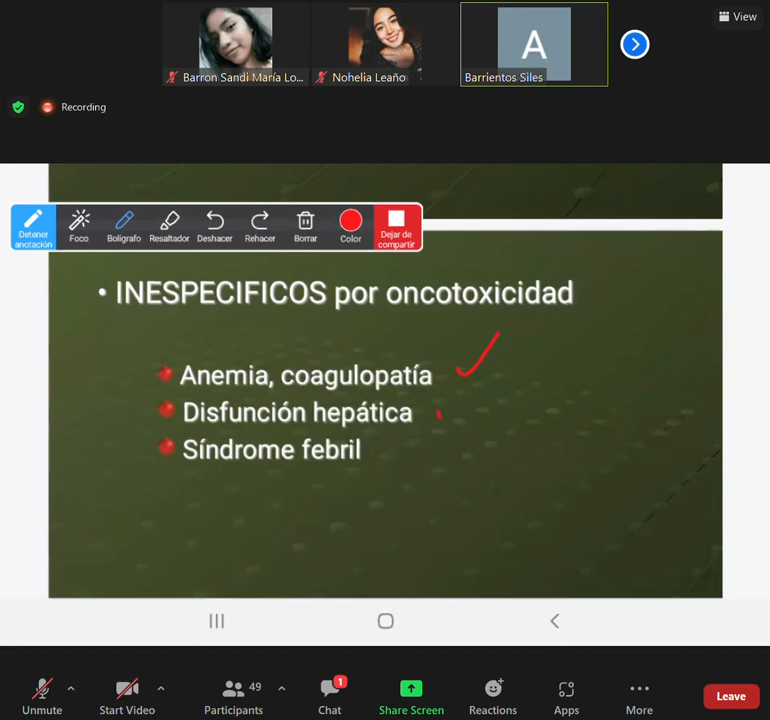 View
Barron Sandi María Lo...
Nohelia Leaño
A
Barrientos Siles
Recording
Detener anotación
Foco
Boligrafo
Resaltador
Deshacer
Rehacer
Borrar
Color
Dejar de compartir
• INESPECIFICOS por oncotoxicidad
Anemia, coagulopatía
Disfunción hepática
Síndrome febril
Unmute
Start Video
49
Participants
1
Chat
Share Screen
Reactions
Apps
More
Leave